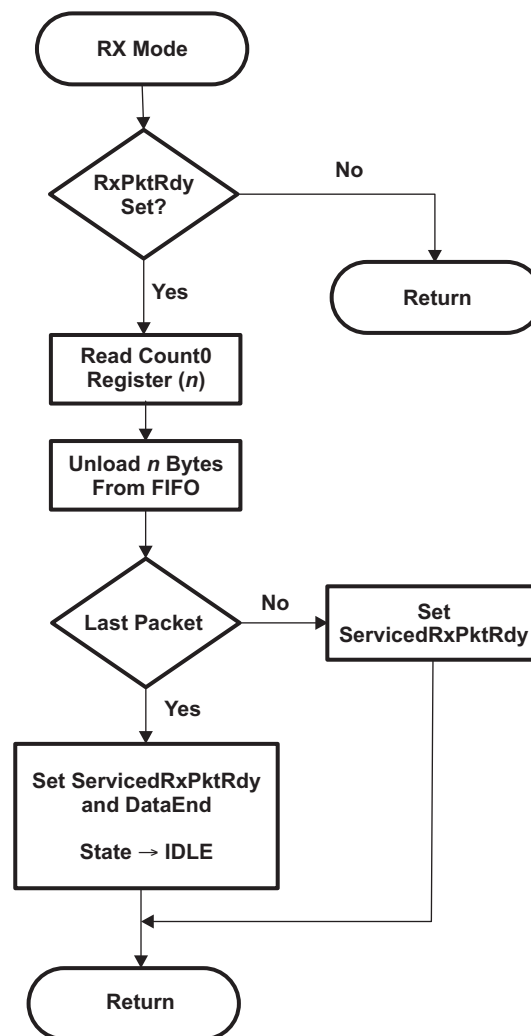 RX Mode
RxPktRdy
Set?
No
Return
Yes
Read Count0
Register (n)
Unload n Bytes
From FIFO
Last Packet
No
Set
ServicedRxPktRdy
Yes
Set ServicedRxPktRdy
and DataEnd
State → IDLE
Return